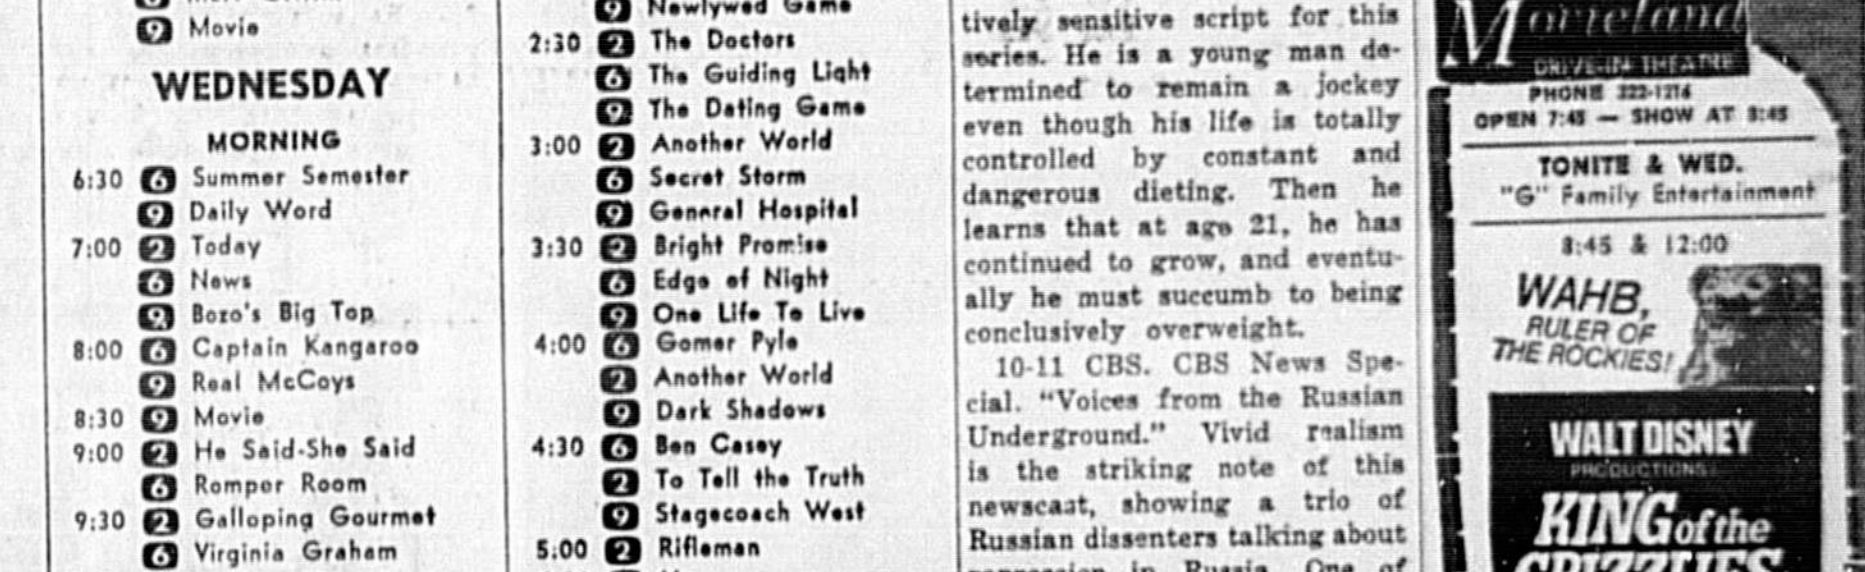 9 Movie
WEDNESDAY
MORNING
6:30 6 Summer Semester
9 Daily Word
7:00 2 Today
6 News
9 Bozo's Big Top
8:00 6 Captain Kangaroo
9 Real McCoys
8:30 9 Movie
9:00 2 He Said-She Said
6 Romper Room
9:30 2 Galloping Gourmet
6 Virginia Graham
9 Newlywed Game
2:30 2 The Doctors
6 The Guiding Light
9 The Dating Game
3:00 2 Another World
6 Secret Storm
9 General Hospital
3:30 2 Bright Promise
6 Edge of Night
9 One Life To Live
4:00 6 Gomer Pyle
2 Another World
9 Dark Shadows
4:30 6 Ben Casey
2 To Tell the Truth
9 Stagecoach West
5:00 2 Rifleman
tively sensitive script for this
series. He is a young man de-
termined to remain a jockey
even though his life is totally
controlled by constant and
dangerous dieting. Then he
learns that at age 21, he has
continued to grow, and eventu-
ally he must succumb to being
conclusively overweight.
10-11 CBS. CBS News Spe-
cial. "Voices from the Russian
Underground." Vivid realism
is the striking note of this
newscast, showing a trio of
Russian dissenters talking about
in Russia. One of
Movieland
DRIVE-IN THEATRE
PHONE 322-1216
OPEN 7:45 — SHOW AT 8:45
TONITE & WED.
"G" Family Entertainment
8:45 & 12:00
WAHB,
RULER OF
THE ROCKIES!
WALT DISNEY
PRODUCTIONS
KING of the
GRIZZLIES